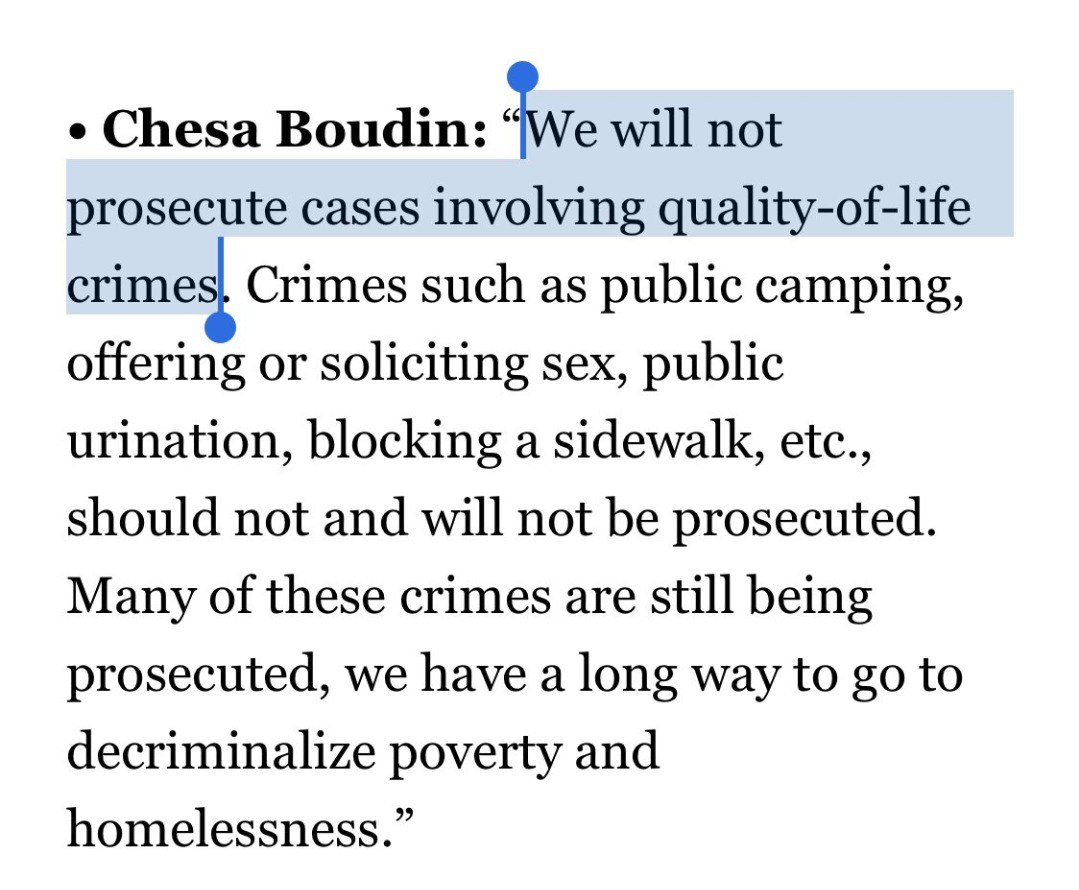 • Chesa Boudin: “We will not
prosecute cases involving quality-of-life
crimes. Crimes such as public camping,
offering or soliciting sex, public
urination, blocking a sidewalk, etc.,
should not and will not be prosecuted.
Many of these crimes are still being
prosecuted, we have a long way to go to
decriminalize poverty and
homelessness.”